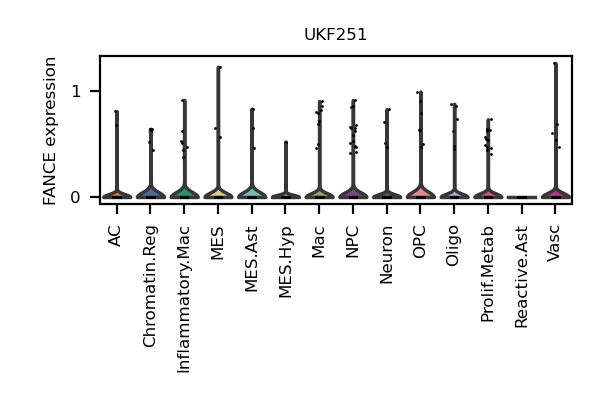 UKF251
FANCE expression
1
0
AC
Chromatin.Reg
Inflammatory.Mac
MES
MES.Ast
MES.Hyp
Mac
NPC
Neuron
OPC
Oligo
Prolif.Metab
Reactive.Ast
Vasc